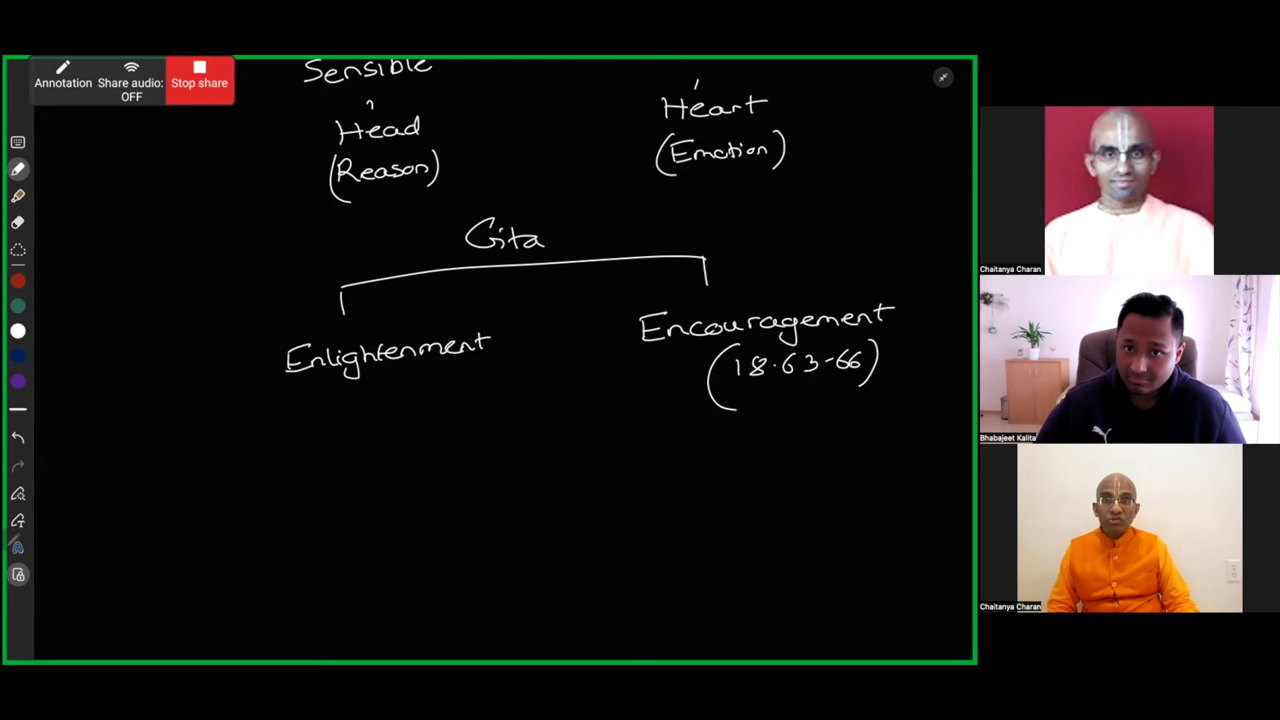 Annotation
Share audio:
OFF
Stop share
Sensible
Head
(Reason)
Heart
(Emotion)
Gita
Enlightenment
Encouragement
(18.63-66)
Chaitanya Charan
Bhabajeet Kalita
Chaitanya Charan